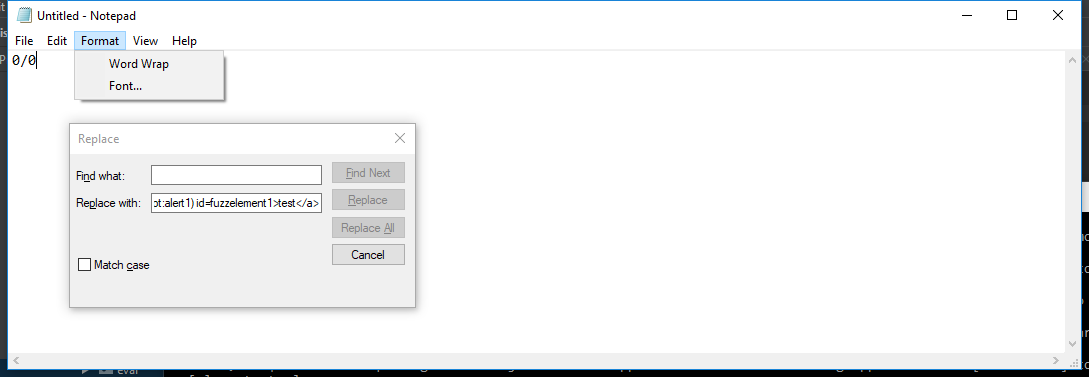 Untitled - Notepad
File Edit Format View Help
0/0
Word Wrap
Font...
Replace
Find what:
Find Next
Replace with:
pt:alert1) id=fuzzelement1>test</a>
Replace
Replace All
Cancel
Match case
eval